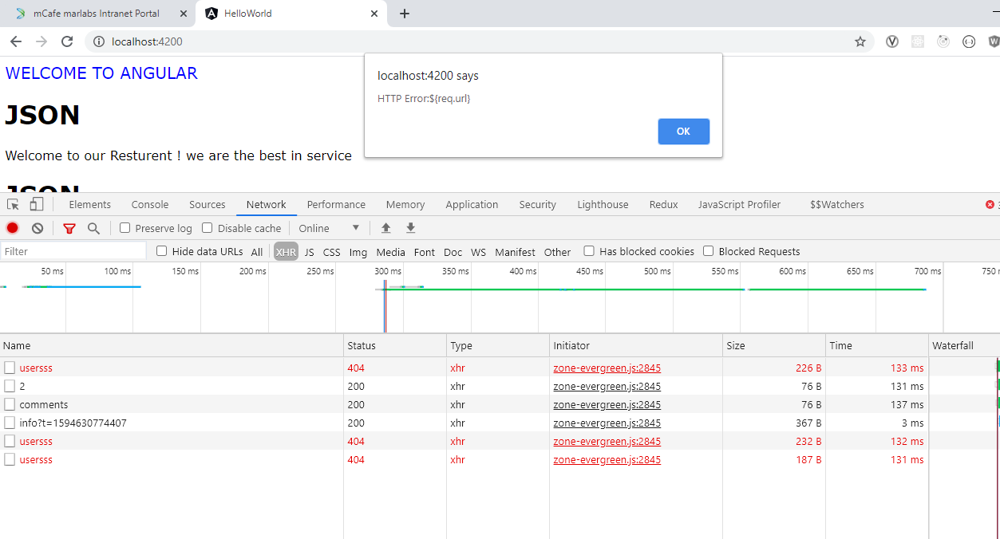 mCafe marlabs Intranet Portal
HelloWorld
localhost:4200
WELCOME TO ANGULAR
JSON
Welcome to our Resturent ! we are the best in service
JSON
localhost:4200 says
HTTP Error:${req.url}
OK
Elements Console Sources Network Performance Memory Application Security Lighthouse Redux JavaScript Profiler $$Watchers
Preserve log Disable cache Online
Filter Hide data URLs All XHR JS CSS Img Media Font Doc WS Manifest Other Has blocked cookies Blocked Requests
50 ms 100 ms 150 ms 200 ms 250 ms 300 ms 350 ms 400 ms 450 ms 500 ms 550 ms 600 ms 650 ms 700 ms 750 m
Name Status Type Initiator Size Time Waterfall
usersss 404 xhr zone-evergreen.js:2845 226 B 133 ms
2 200 xhr zone-evergreen.js:2845 76 B 131 ms
comments 200 xhr zone-evergreen.js:2845 76 B 137 ms
info?t=1594630774407 200 xhr zone-evergreen.js:2845 367 B 3 ms
usersss 404 xhr zone-evergreen.js:2845 232 B 132 ms
usersss 404 xhr zone-evergreen.js:2845 187 B 131 ms